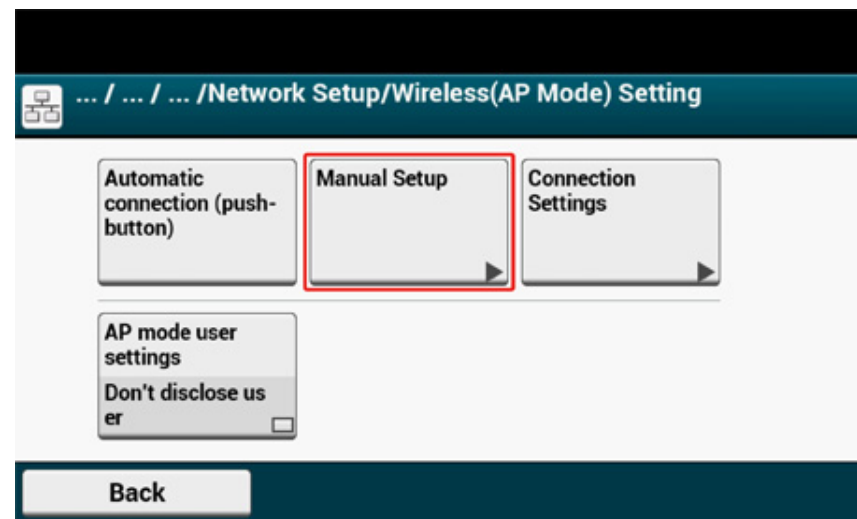 ... / ... / ... /Network Setup/Wireless(AP Mode) Setting
Automatic
connection (push-
button)
Manual Setup
Connection
Settings
AP mode user
settings
Don't disclose us
er
Back